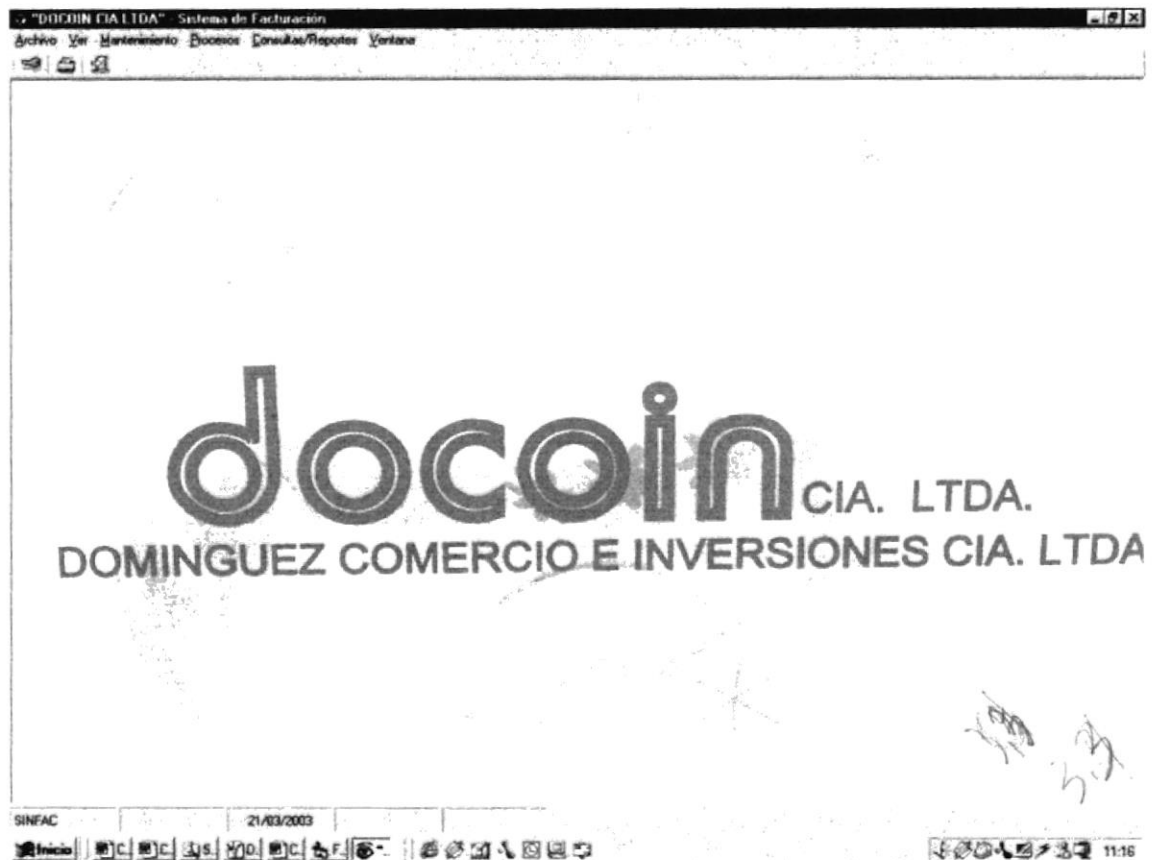 "DOCOIN CIA LTDA" - Sistema de Facturación
Archivo Ver Mantenimiento Procesos Consultas/Reportes Ventana
docoin CIA. LTDA.
DOMINGUEZ COMERCIO E INVERSIONES CIA. LTDA
SINFAC 21/03/2003
Inicio C. C. S. O. C. F. 11:16